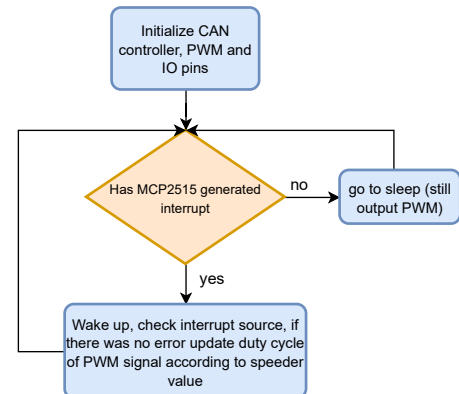 Initialize CAN
controller, PWM and
IO pins
Has MCP2515 generated
interrupt
no
go to sleep (still
output PWM)
yes
Wake up, check interrupt source, if
there was no error update duty cycle
of PWM signal according to speeder
value